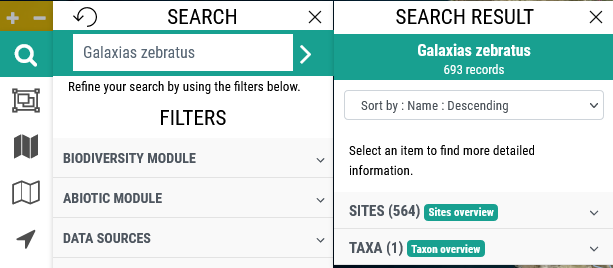 SEARCH
Galaxias zebratus
Refine your search by using the filters below.
FILTERS
BIODIVERSITY MODULE
ABIOTIC MODULE
DATA SOURCES
SEARCH RESULT
Galaxias zebratus
693 records
Sort by : Name : Descending
Select an item to find more detailed
information.
SITES (564) Sites overview
TAXA (1) Taxon overview